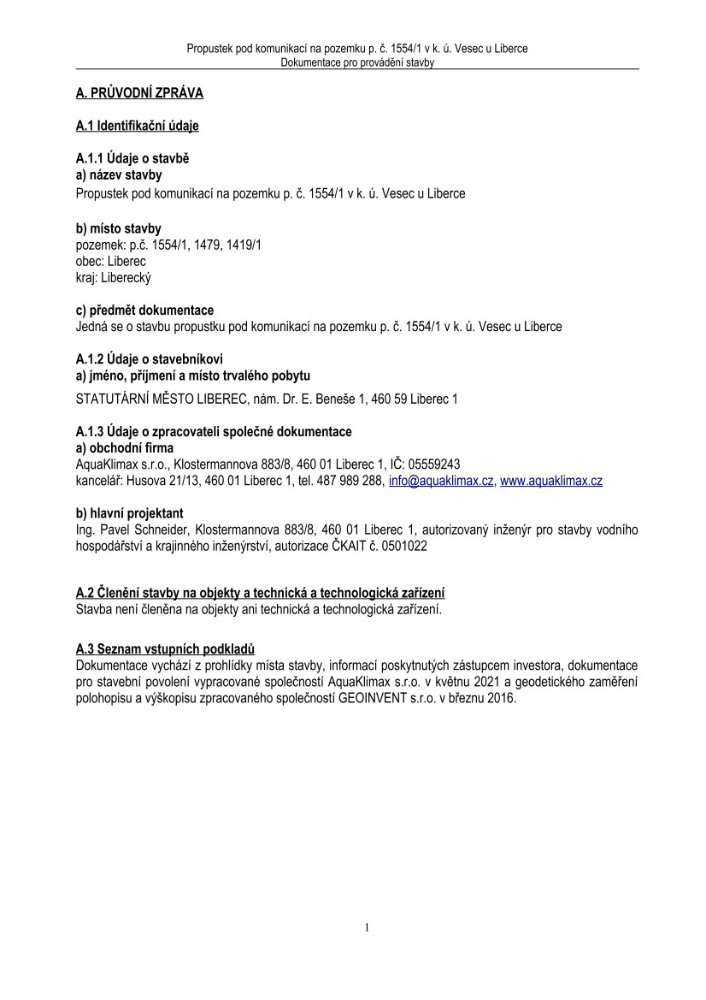 Propustek pod komunikací na pozemku p. č. 1554/1 v k. ú. Vesec u Liberce
Dokumentace pro provádění stavby
A. PRŮVODNÍ ZPRÁVA
A.1 Identifikační údaje
A.1.1 Údaje o stavbě
a) název stavby
Propustek pod komunikací na pozemku p. č. 1554/1 v k. ú. Vesec u Liberce
b) místo stavby
pozemek: p.č. 1554/1, 1479, 1419/1
obec: Liberec
kraj: Liberecký
c) předmět dokumentace
Jedná se o stavbu propustku pod komunikací na pozemku p. č. 1554/1 v k. ú. Vesec u Liberce
A.1.2 Údaje o stavebníkovi
a) jméno, příjmení a místo trvalého pobytu
STATUTÁRNÍ MĚSTO LIBEREC, nám. Dr. E. Beneše 1, 460 59 Liberec 1
A.1.3 Údaje o zpracovateli společné dokumentace
a) obchodní firma
AquaKlimax s.r.o., Klostermannova 883/8, 460 01 Liberec 1, IČ: 05559243
kancelář: Husova 21/13, 460 01 Liberec 1, tel. 487 989 288, info@aquaklimax.cz, www.aquaklimax.cz
b) hlavní projektant
Ing. Pavel Schneider, Klostermannova 883/8, 460 01 Liberec 1, autorizovaný inženýr pro stavby vodního
hospodářství a krajinného inženýrství, autorizace ČKAIT č. 0501022
A.2 Členění stavby na objekty a technická a technologická zařízení
Stavba není členěna na objekty ani technická a technologická zařízení.
A.3 Seznam vstupních podkladů
Dokumentace vychází z prohlídky místa stavby, informací poskytnutých zástupcem investora, dokumentace
pro stavební povolení vypracované společností AquaKlimax s.r.o. v květnu 2021 a geodetického zaměření
polohopisu a výškopisu zpracovaného společností GEOINVENT s.r.o. v březnu 2016.
1